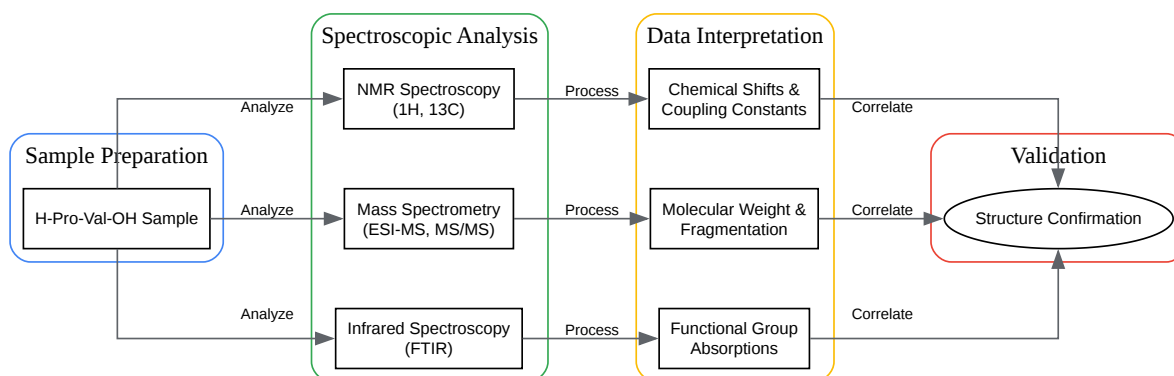 Spectroscopic Analysis
Data Interpretation
NMR Spectroscopy
(1H, 13C)
Process
Chemical Shifts &
Coupling Constants
Analyze
Correlate
Sample Preparation
Validation
H-Pro-Val-OH Sample
Analyze
Mass Spectrometry
(ESI-MS, MS/MS)
Process
Molecular Weight &
Fragmentation
Correlate
Structure Confirmation
Analyze
Infrared Spectroscopy
(FTIR)
Process
Functional Group
Absorptions
Correlate